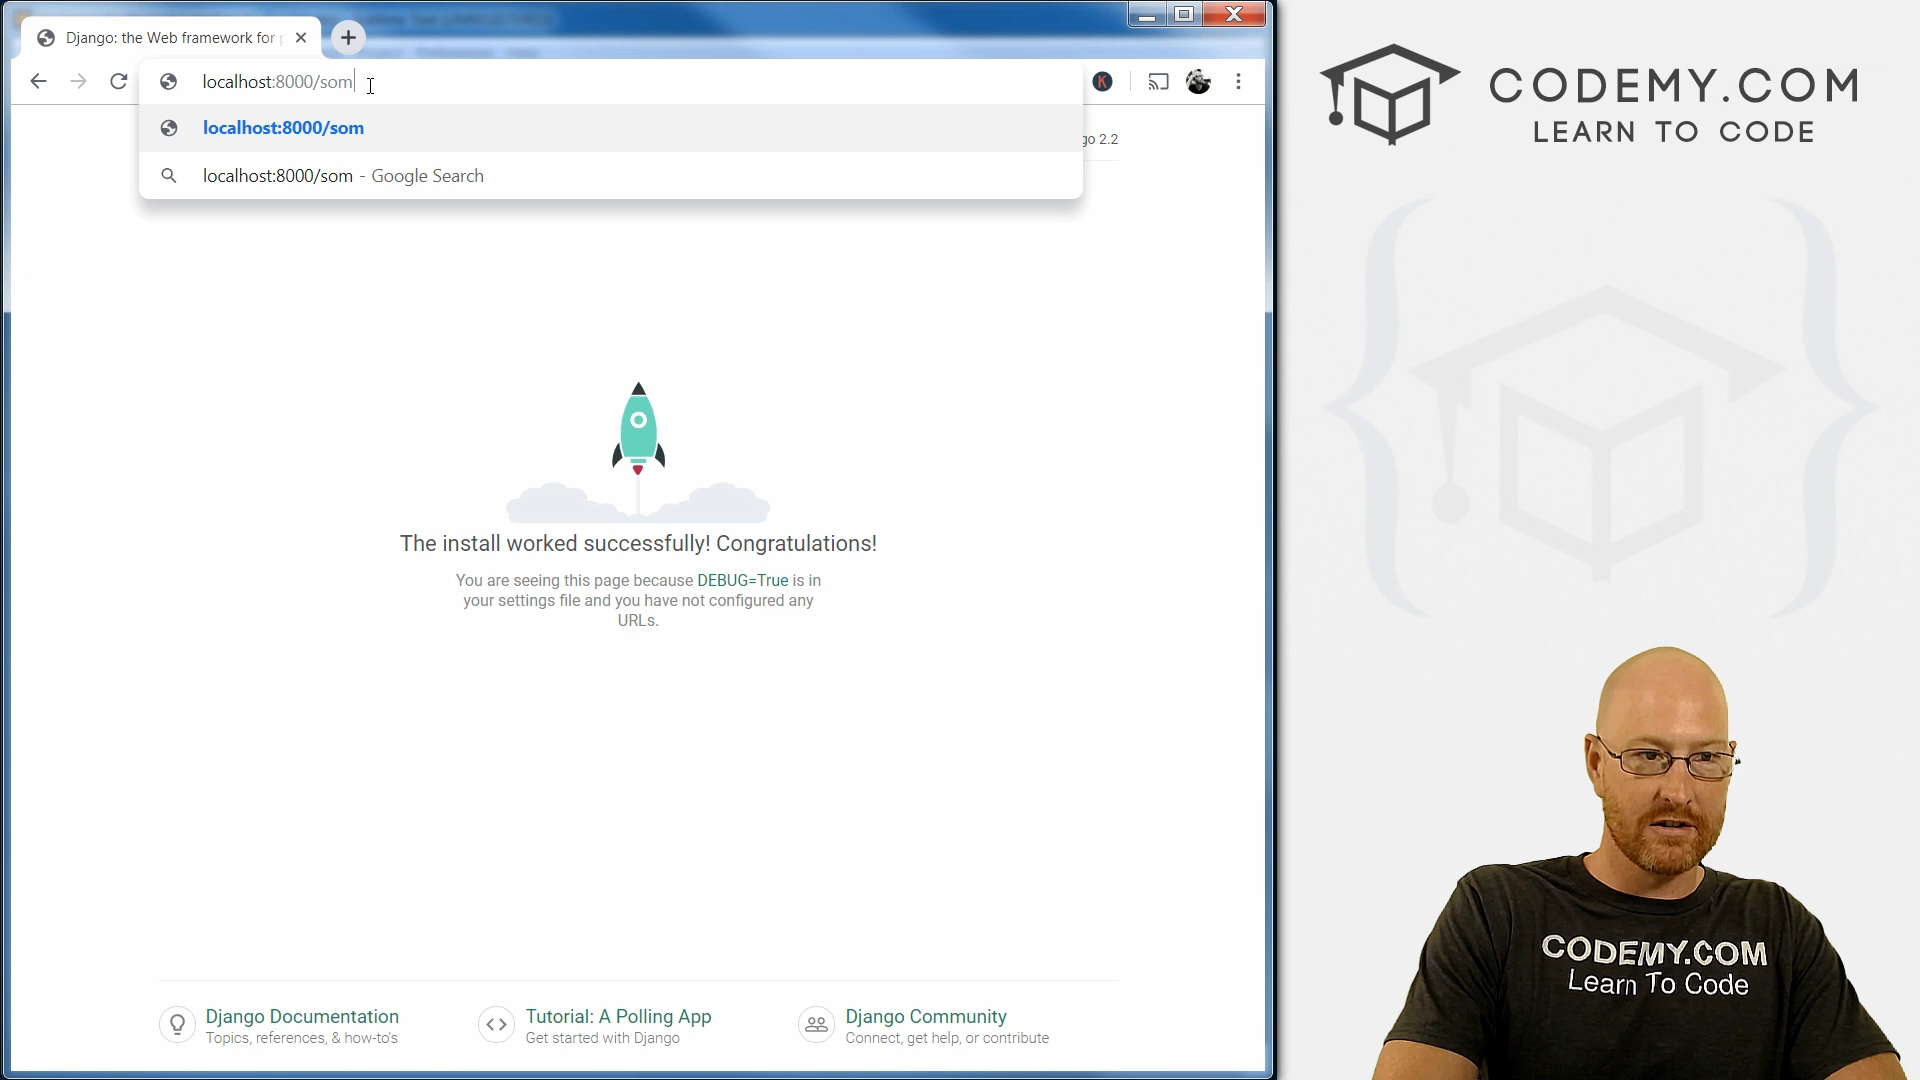 Django: the Web framework for p
localhost:8000/som
K
localhost:8000/som
localhost:8000/som - Google Search
go 2.2
The install worked successfully! Congratulations!
You are seeing this page because DEBUG=True is in
your settings file and you have not configured any
URLs.
Django Documentation
Topics, references, & how-to's
Tutorial: A Polling App
Get started with Django
Django Community
Connect, get help, or contribute
CODEMY.COM
LEARN TO CODE
CODEMY.COM
Learn To Code